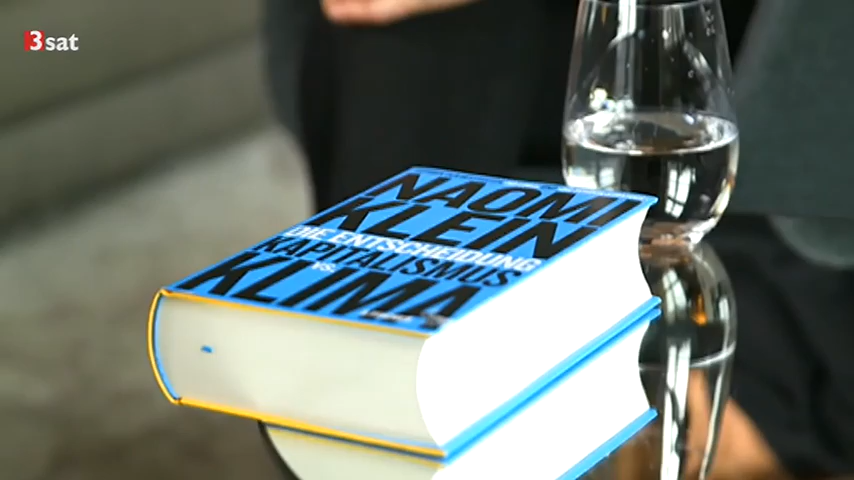 3sat
NAOMI
KLEIN
DIE ENTSCHEIDUNG
KAPITALISMUS
VS.
KLIMA